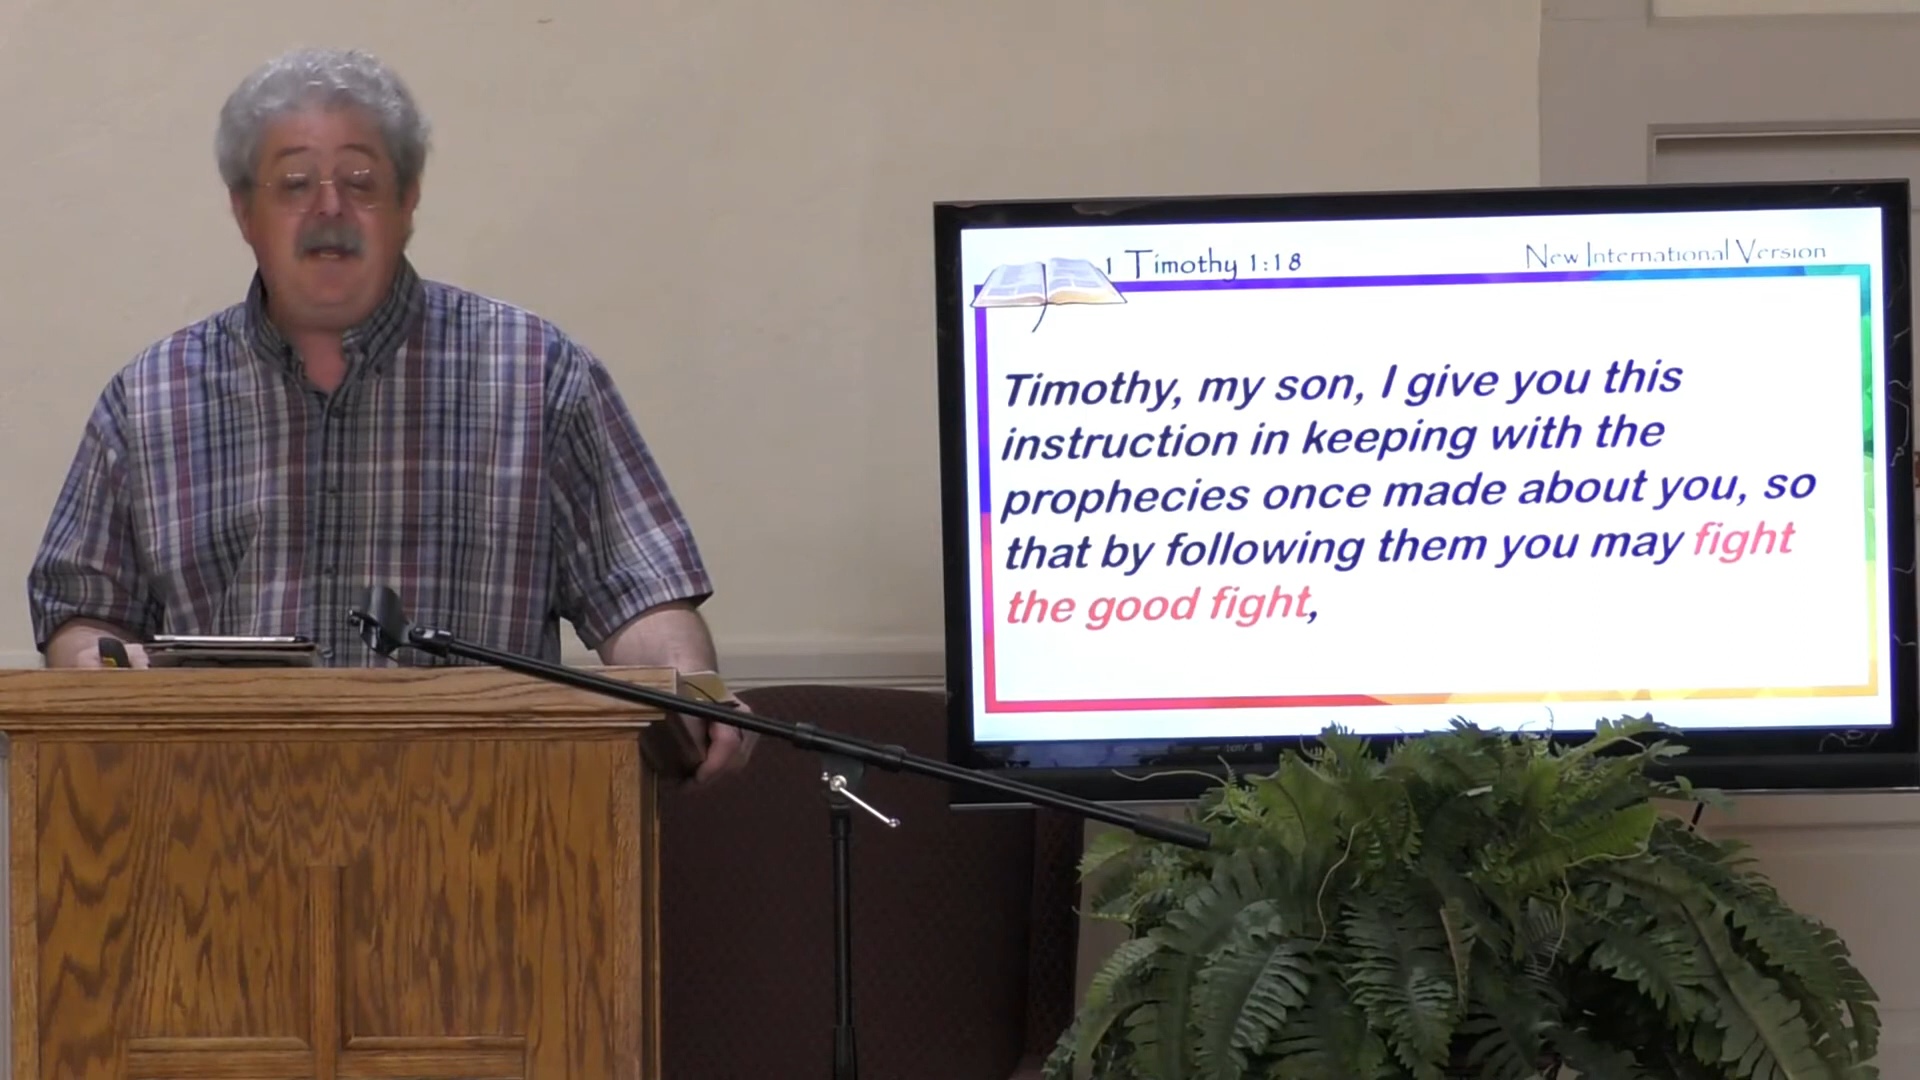 1 Timothy 1:18
New International Version
Timothy, my son, I give you this
instruction in keeping with the
prophecies once made about you, so
that by following them you may fight
the good fight,